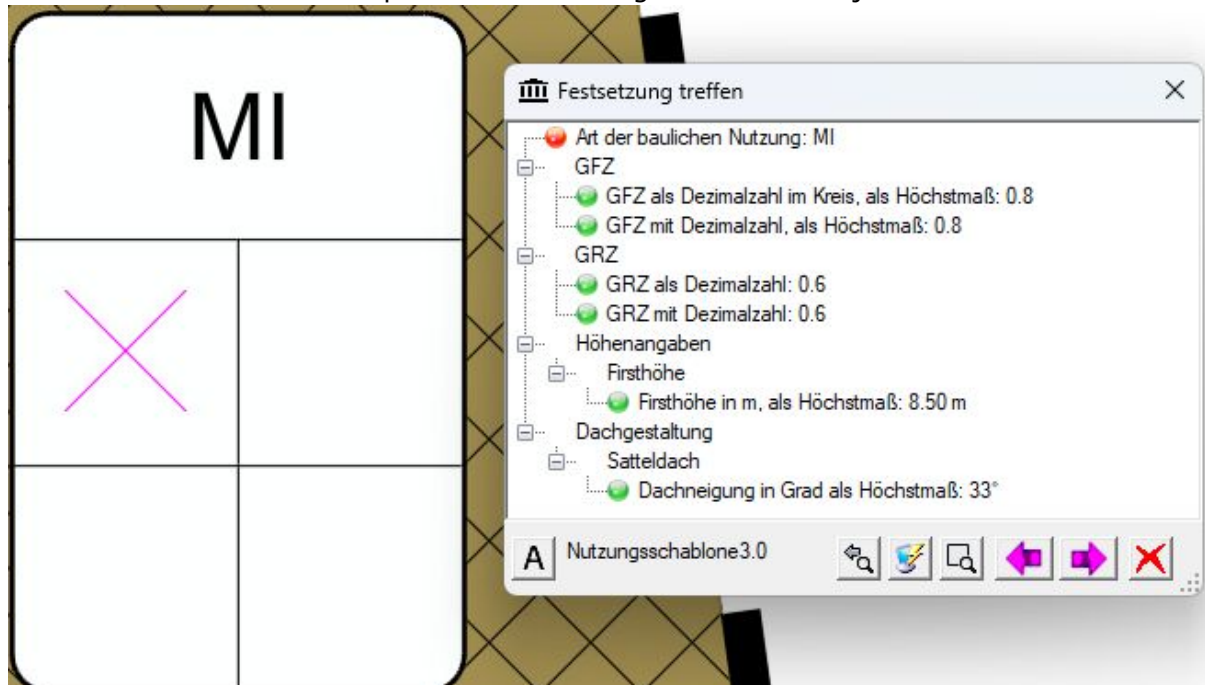 MI
Festsetzung treffen
Art der baulichen Nutzung: MI
GFZ
GFZ als Dezimalzahl im Kreis, als Höchstmaß: 0.8
GFZ mit Dezimalzahl, als Höchstmaß: 0.8
GRZ
GRZ als Dezimalzahl: 0.6
GRZ mit Dezimalzahl: 0.6
Höhenangaben
Firsthöhe
Firsthöhe in m, als Höchstmaß: 8.50 m
Dachgestaltung
Satteldach
Dachneigung in Grad als Höchstmaß: 33°
A Nutzungsschablone3.0